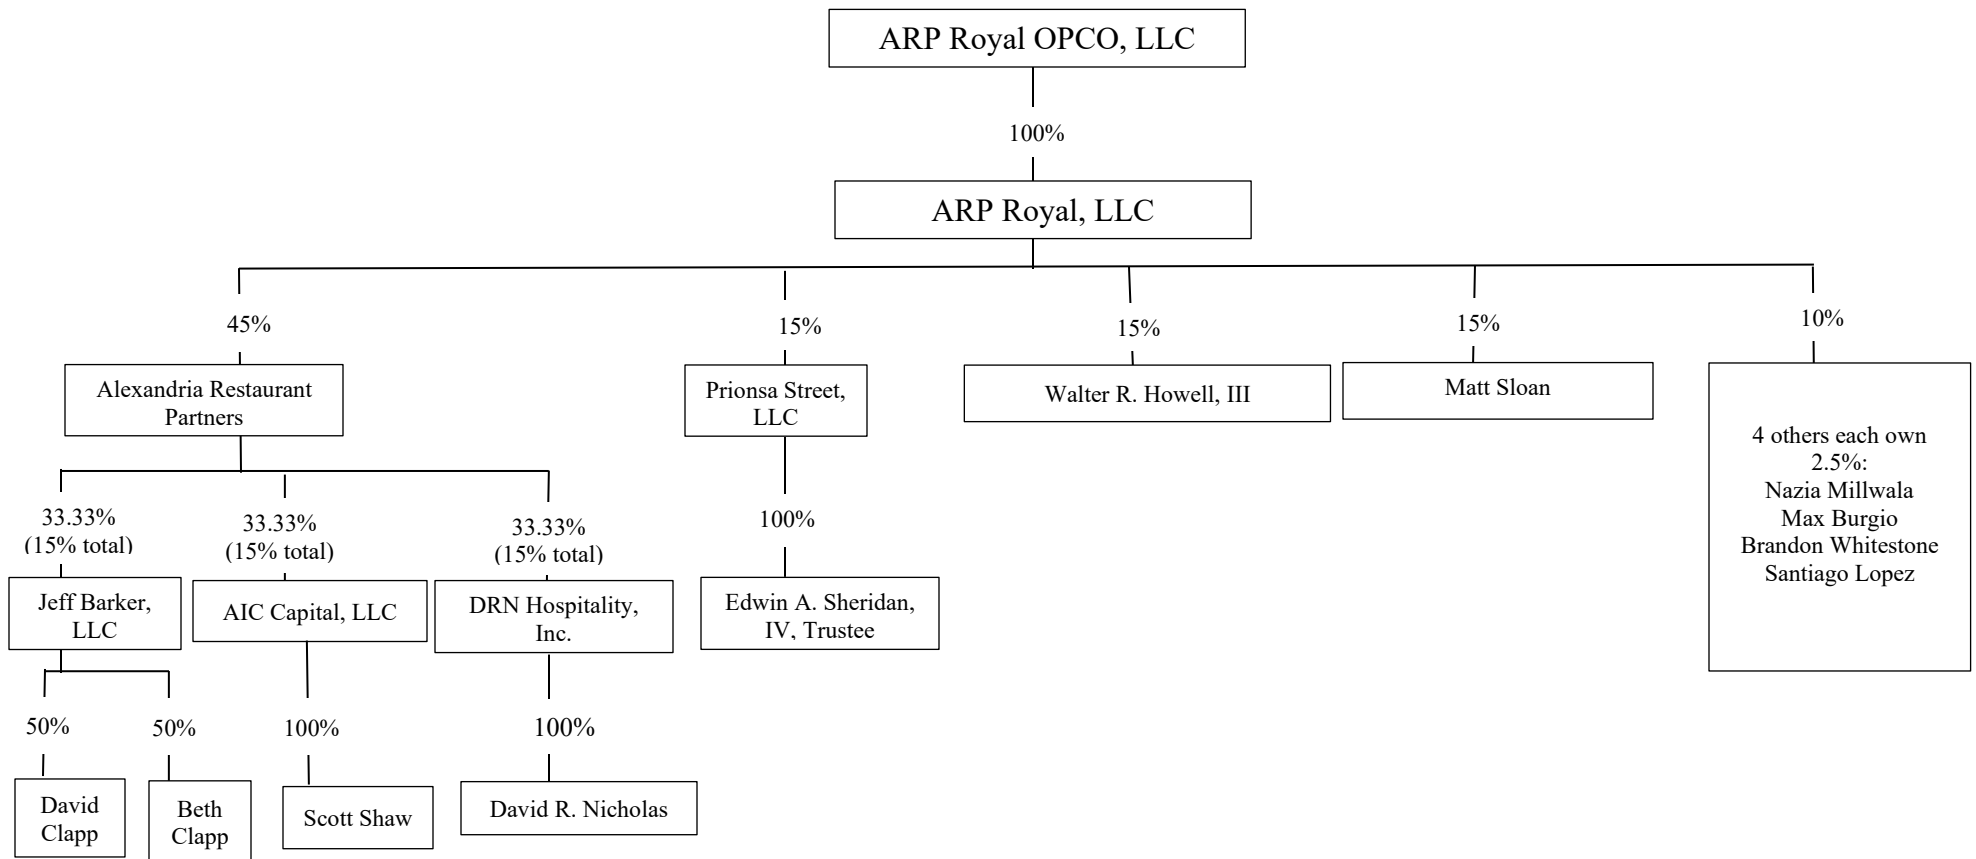 ARP Royal OPCO, LLC
100%
ARP Royal, LLC
45%
15%
15%
15%
10%
Alexandria Restaurant
Partners
Prionsa Street,
LLC
Walter R. Howell, III
Matt Sloan
4 others each own
2.5%:
Nazia Millwala
Max Burgio
Brandon Whitestone
Santiago Lopez
33.33%
(15% total)
33.33%
(15% total)
33.33%
(15% total)
100%
Jeff Barker,
LLC
AIC Capital, LLC
DRN Hospitality,
Inc.
Edwin A. Sheridan,
IV, Trustee
50%
50%
100%
100%
David
Clapp
Beth
Clapp
Scott Shaw
David R. Nicholas